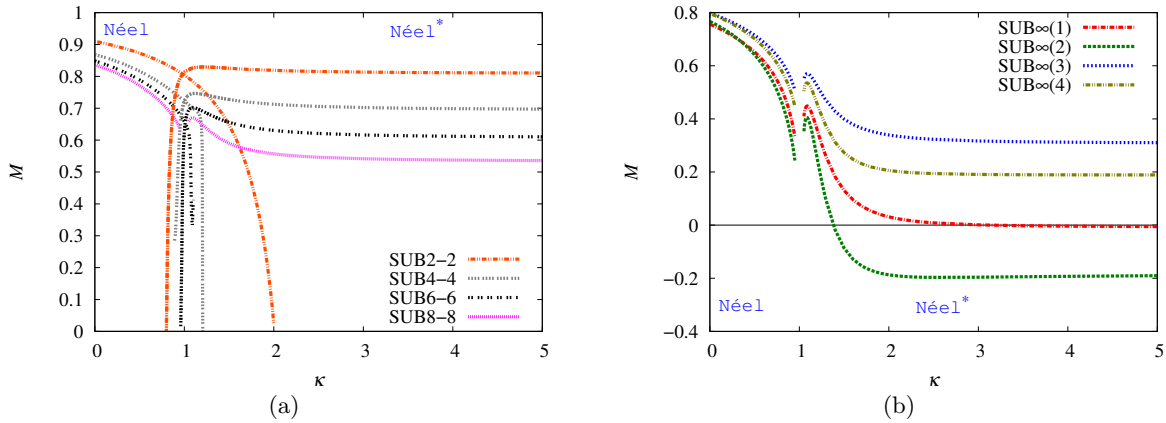 Néel
Néel*
1
0.9
0.8
0.7
0.6
0.5
0.4
0.3
0.2
0.1
0
M
SUB2−2
SUB4−4
SUB6−6
SUB8−8
0 1 2 3 4 5
κ
(a)
0.8
0.6
0.4
0.2
0
−0.2
−0.4
M
SUB∞(1)
SUB∞(2)
SUB∞(3)
SUB∞(4)
Néel
Néel*
0 1 2 3 4 5
κ
(b)